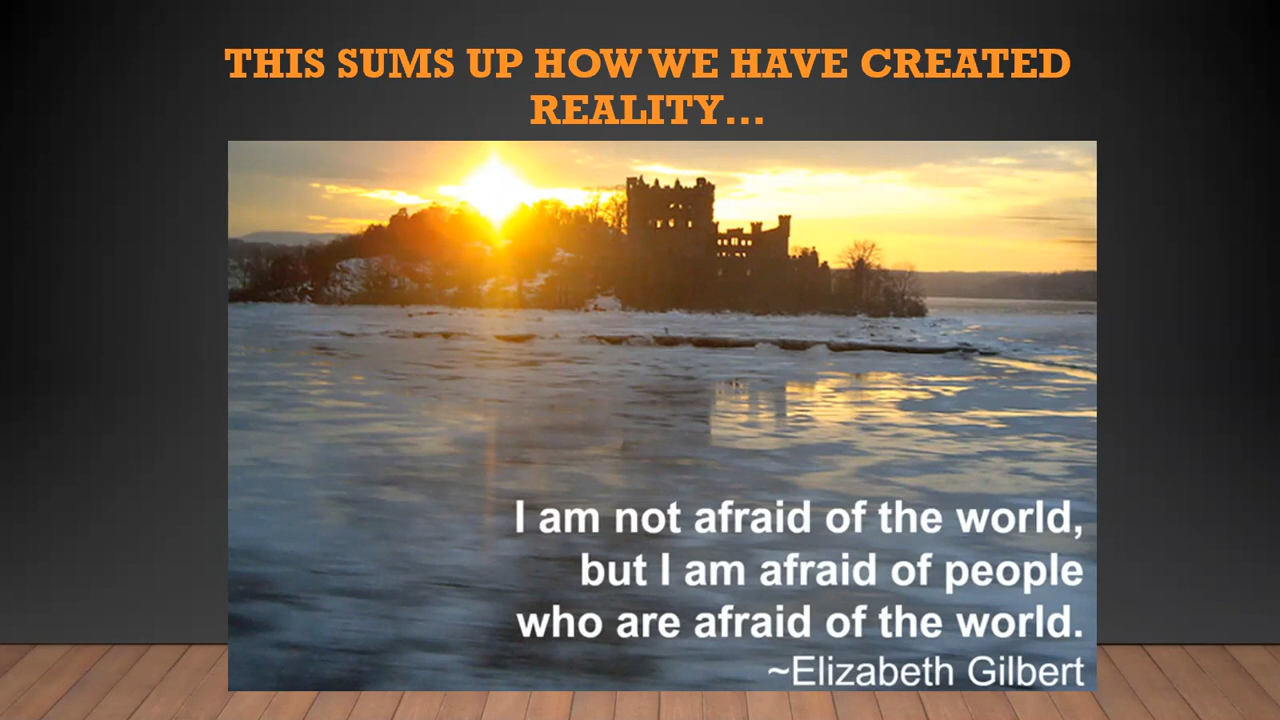 THIS SUMS UP HOW WE HAVE CREATED
REALITY...
I am not afraid of the world,
but I am afraid of people
who are afraid of the world.
~Elizabeth Gilbert